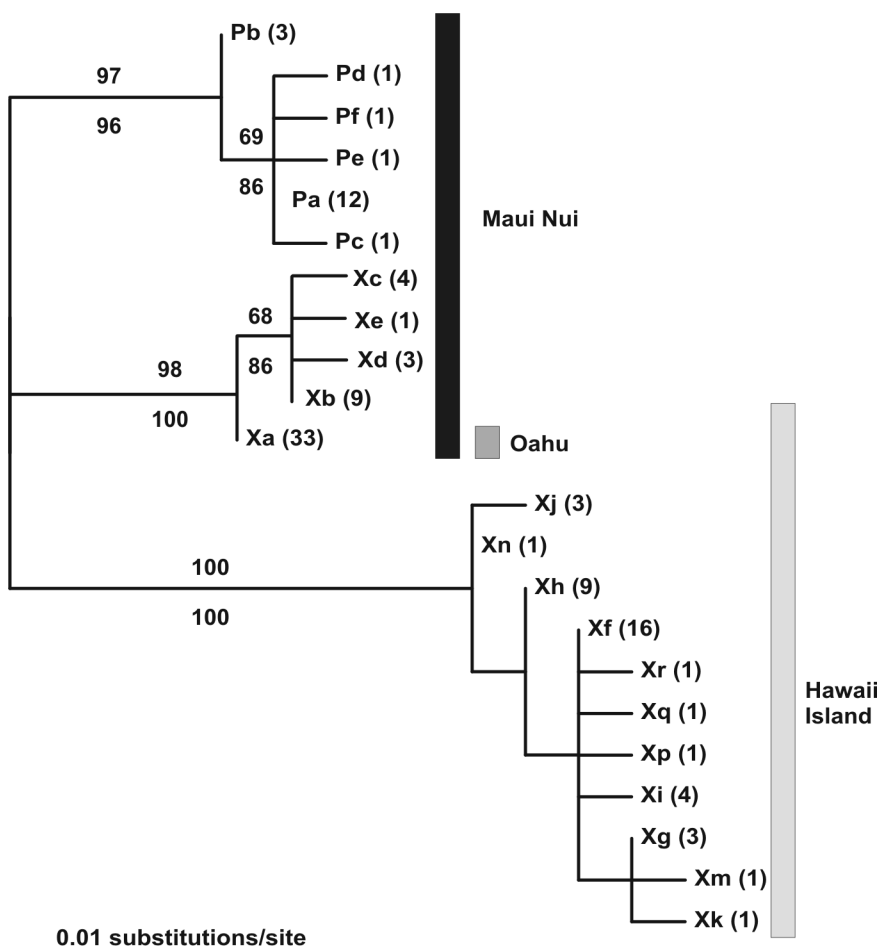 Pb (3)
97
Pd (1)
Pf (1)
96
69
Pe (1)
86
Pa (12)
Maui Nui
Pc (1)
Xc (4)
68
Xe (1)
98
86
Xd (3)
Xb (9)
100
Xa (33)
Oahu
Xj (3)
Xn (1)
100
Xh (9)
100
Xf (16)
Xr (1)
Hawaii
Island
Xq (1)
Xp (1)
Xi (4)
Xg (3)
Xm (1)
Xk (1)
0.01 substitutions/site